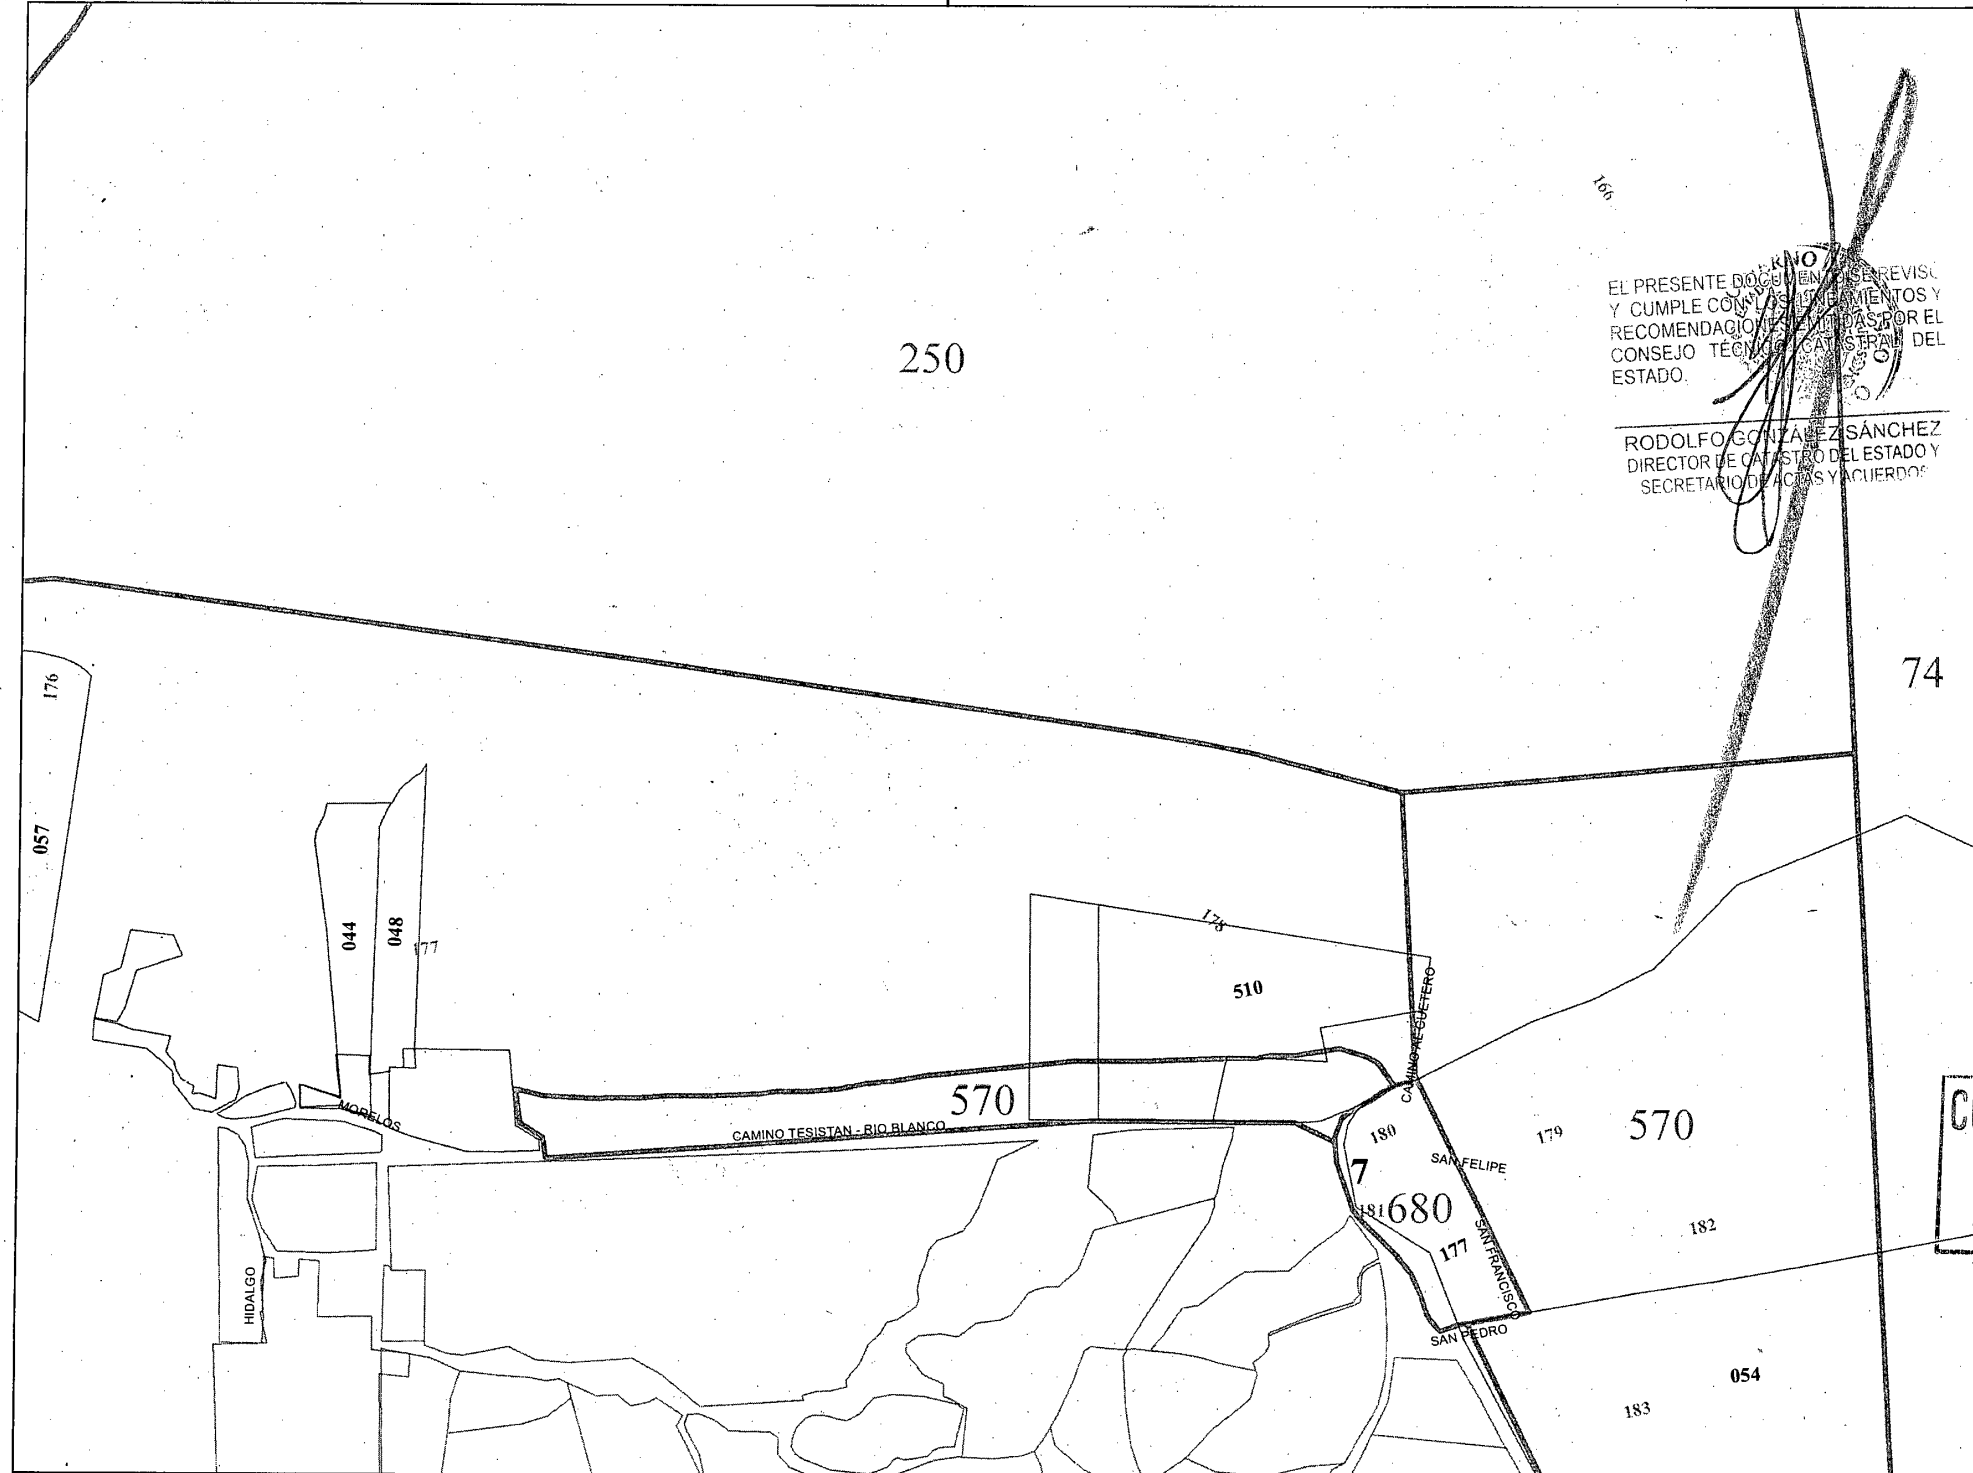 166
ERNO
EL PRESENTE DOCUMENTO SE REVISÓ
Y CUMPLE CON LOS LINEAMIENTOS Y
RECOMENDACIONES EMITIDAS POR EL
CONSEJO TÉCNICO CATASTRAL DEL
ESTADO.
250
RODOLFO GONZÁLEZ SÁNCHEZ
DIRECTOR DE CATASTRO DEL ESTADO Y
SECRETARIO DE ACTAS Y ACUERDOS
74
176
057
044
048
177
178
510
CAMINO AL CUETERO
570
MORELOS
CAMINO TESISTAN - RIO BLANCO
180
179
570
7
SAN FELIPE
181
680
182
177
SAN FRANCISCO
HIDALGO
SAN PEDRO
054
183